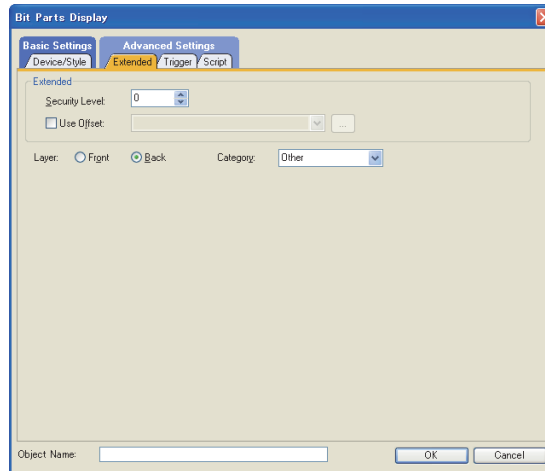 Bit Parts Display
Basic Settings Advanced Settings
Device/Style Extended Trigger Script
Extended
Security Level: 0
Use Offset: ...
Layer: Front Back Category: Other
Object Name: OK Cancel